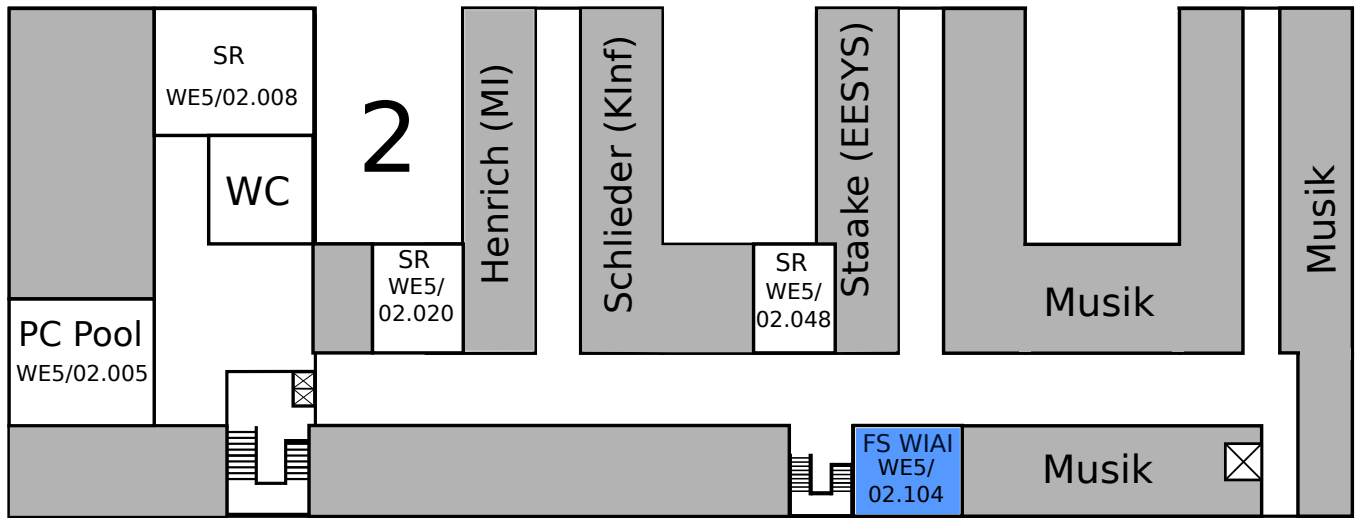 SR
WE5/02.008
2
WC
Henrich (MI)
Schlieder (KInf)
Staake (EESYS)
Musik
SR
WE5/
02.020
SR
WE5/
02.048
Musik
PC Pool
WE5/02.005
FS WIAI
WE5/
02.104
Musik